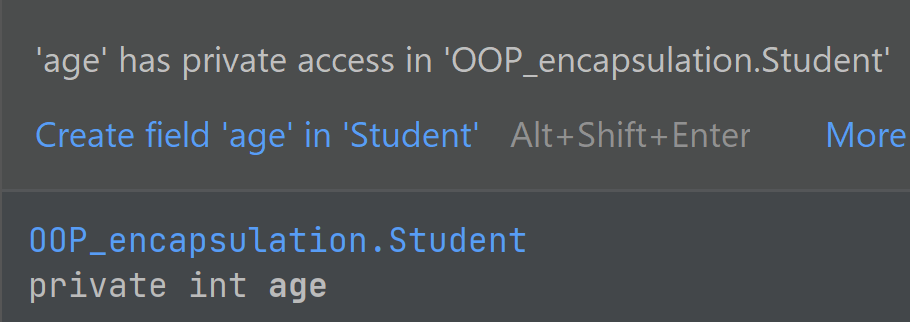 'age' has private access in 'OOP_encapsulation.Student'
Create field 'age' in 'Student' Alt+Shift+Enter More
OOP_encapsulation.Student
private int age